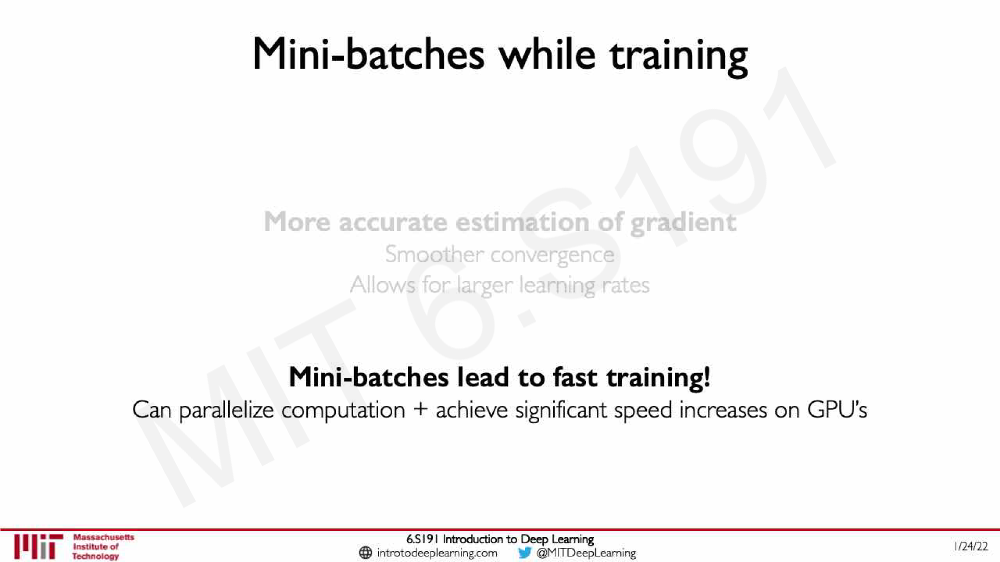 Mini-batches while training
More accurate estimation of gradient
Smoother convergence
Allows for larger learning rates
Mini-batches lead to fast training!
Can parallelize computation + achieve significant speed increases on GPU's
MIT 6.S191
Massachusetts
Institute of
Technology
6.S191 Introduction to Deep Learning
introtodeeplearning.com @MITDeepLearning
1/24/22